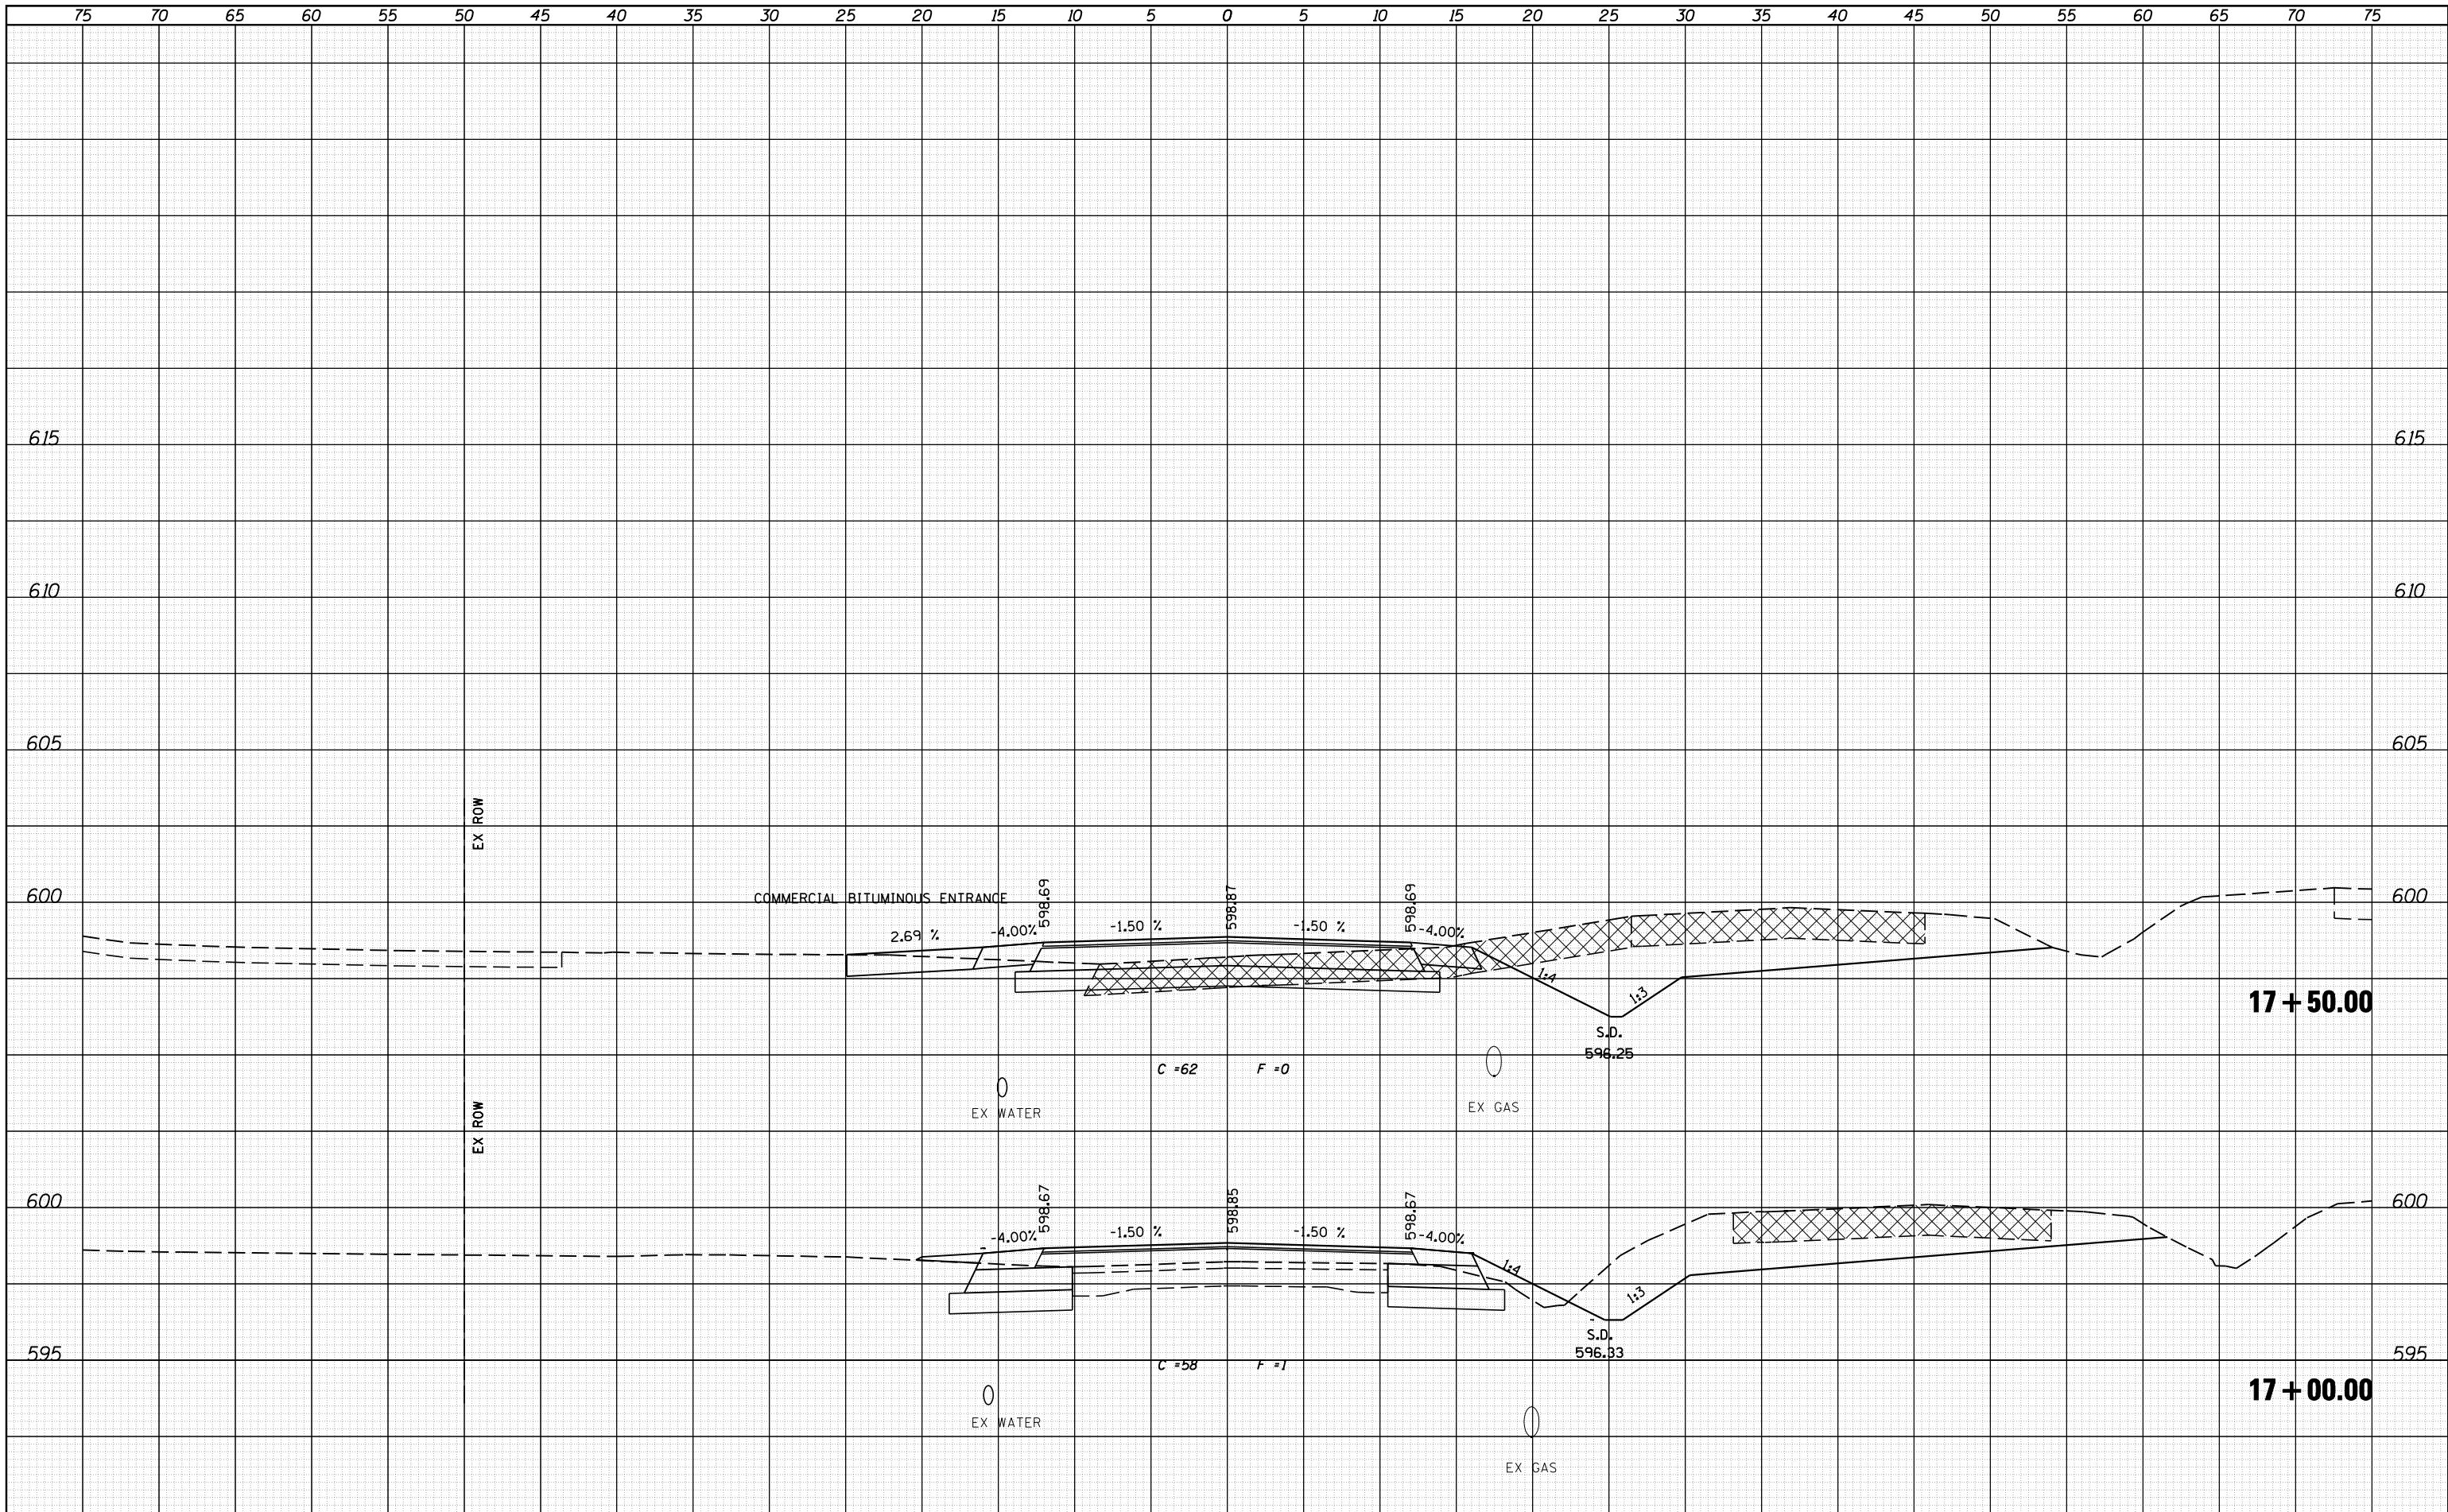 75 70 65 60 55 50 45 40 35 30 25 20 15 10 5 0 5 10 15 20 25 30 35 40 45 50 55 60 65 70 75
615 615
610 610
605 605
EX ROW
600 600
COMMERCIAL BITUMINOUS ENTRANCE
598.69 598.87 598.69
2.69 % -4.00% -1.50 % -1.50 % -4.00%
1:4 1:3
17+50.00
S.D.
596.25
C =62 F =0
EX WATER EX GAS
EX ROW
600 600
598.67 598.85 598.67
-4.00% -1.50 % -1.50 % -4.00%
1:4 1:3
S.D.
596.33
595 595
C =58 F =1
17+00.00
EX WATER
EX GAS